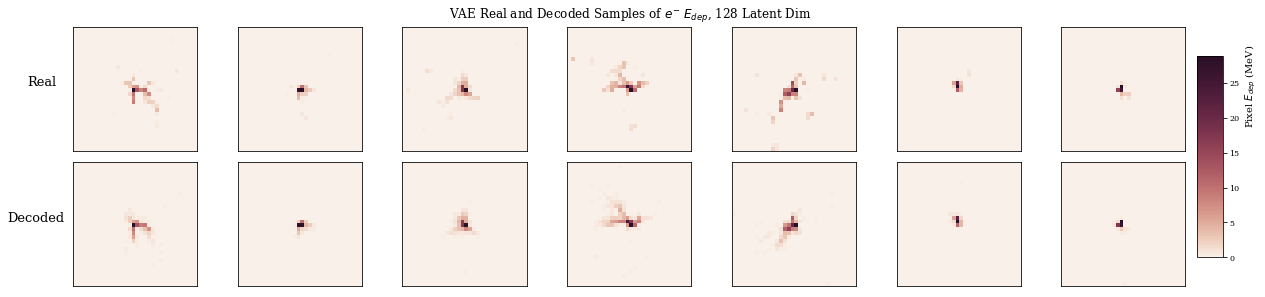 VAE Real and Decoded Samples of e⁻ E_dep, 128 Latent Dim
Real
Decoded
25
20
15
10
5
0
Pixel E_dep (MeV)